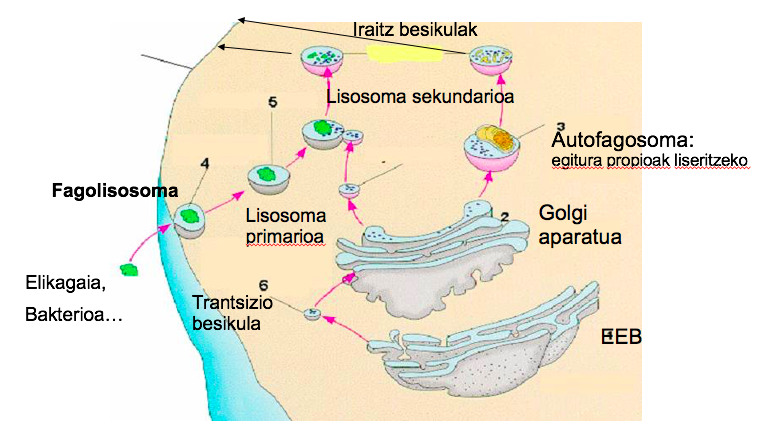 Iraitz besikulak
Lisosoma sekundarioa
5
3
Autofagosoma:
egitura propioak liseritzeko
4
Fagolisosoma
Lisosoma
primarioa
2
Golgi
aparatua
Elikagaia,
Bakterioa…
6
Trantsizio
besikula
EEB